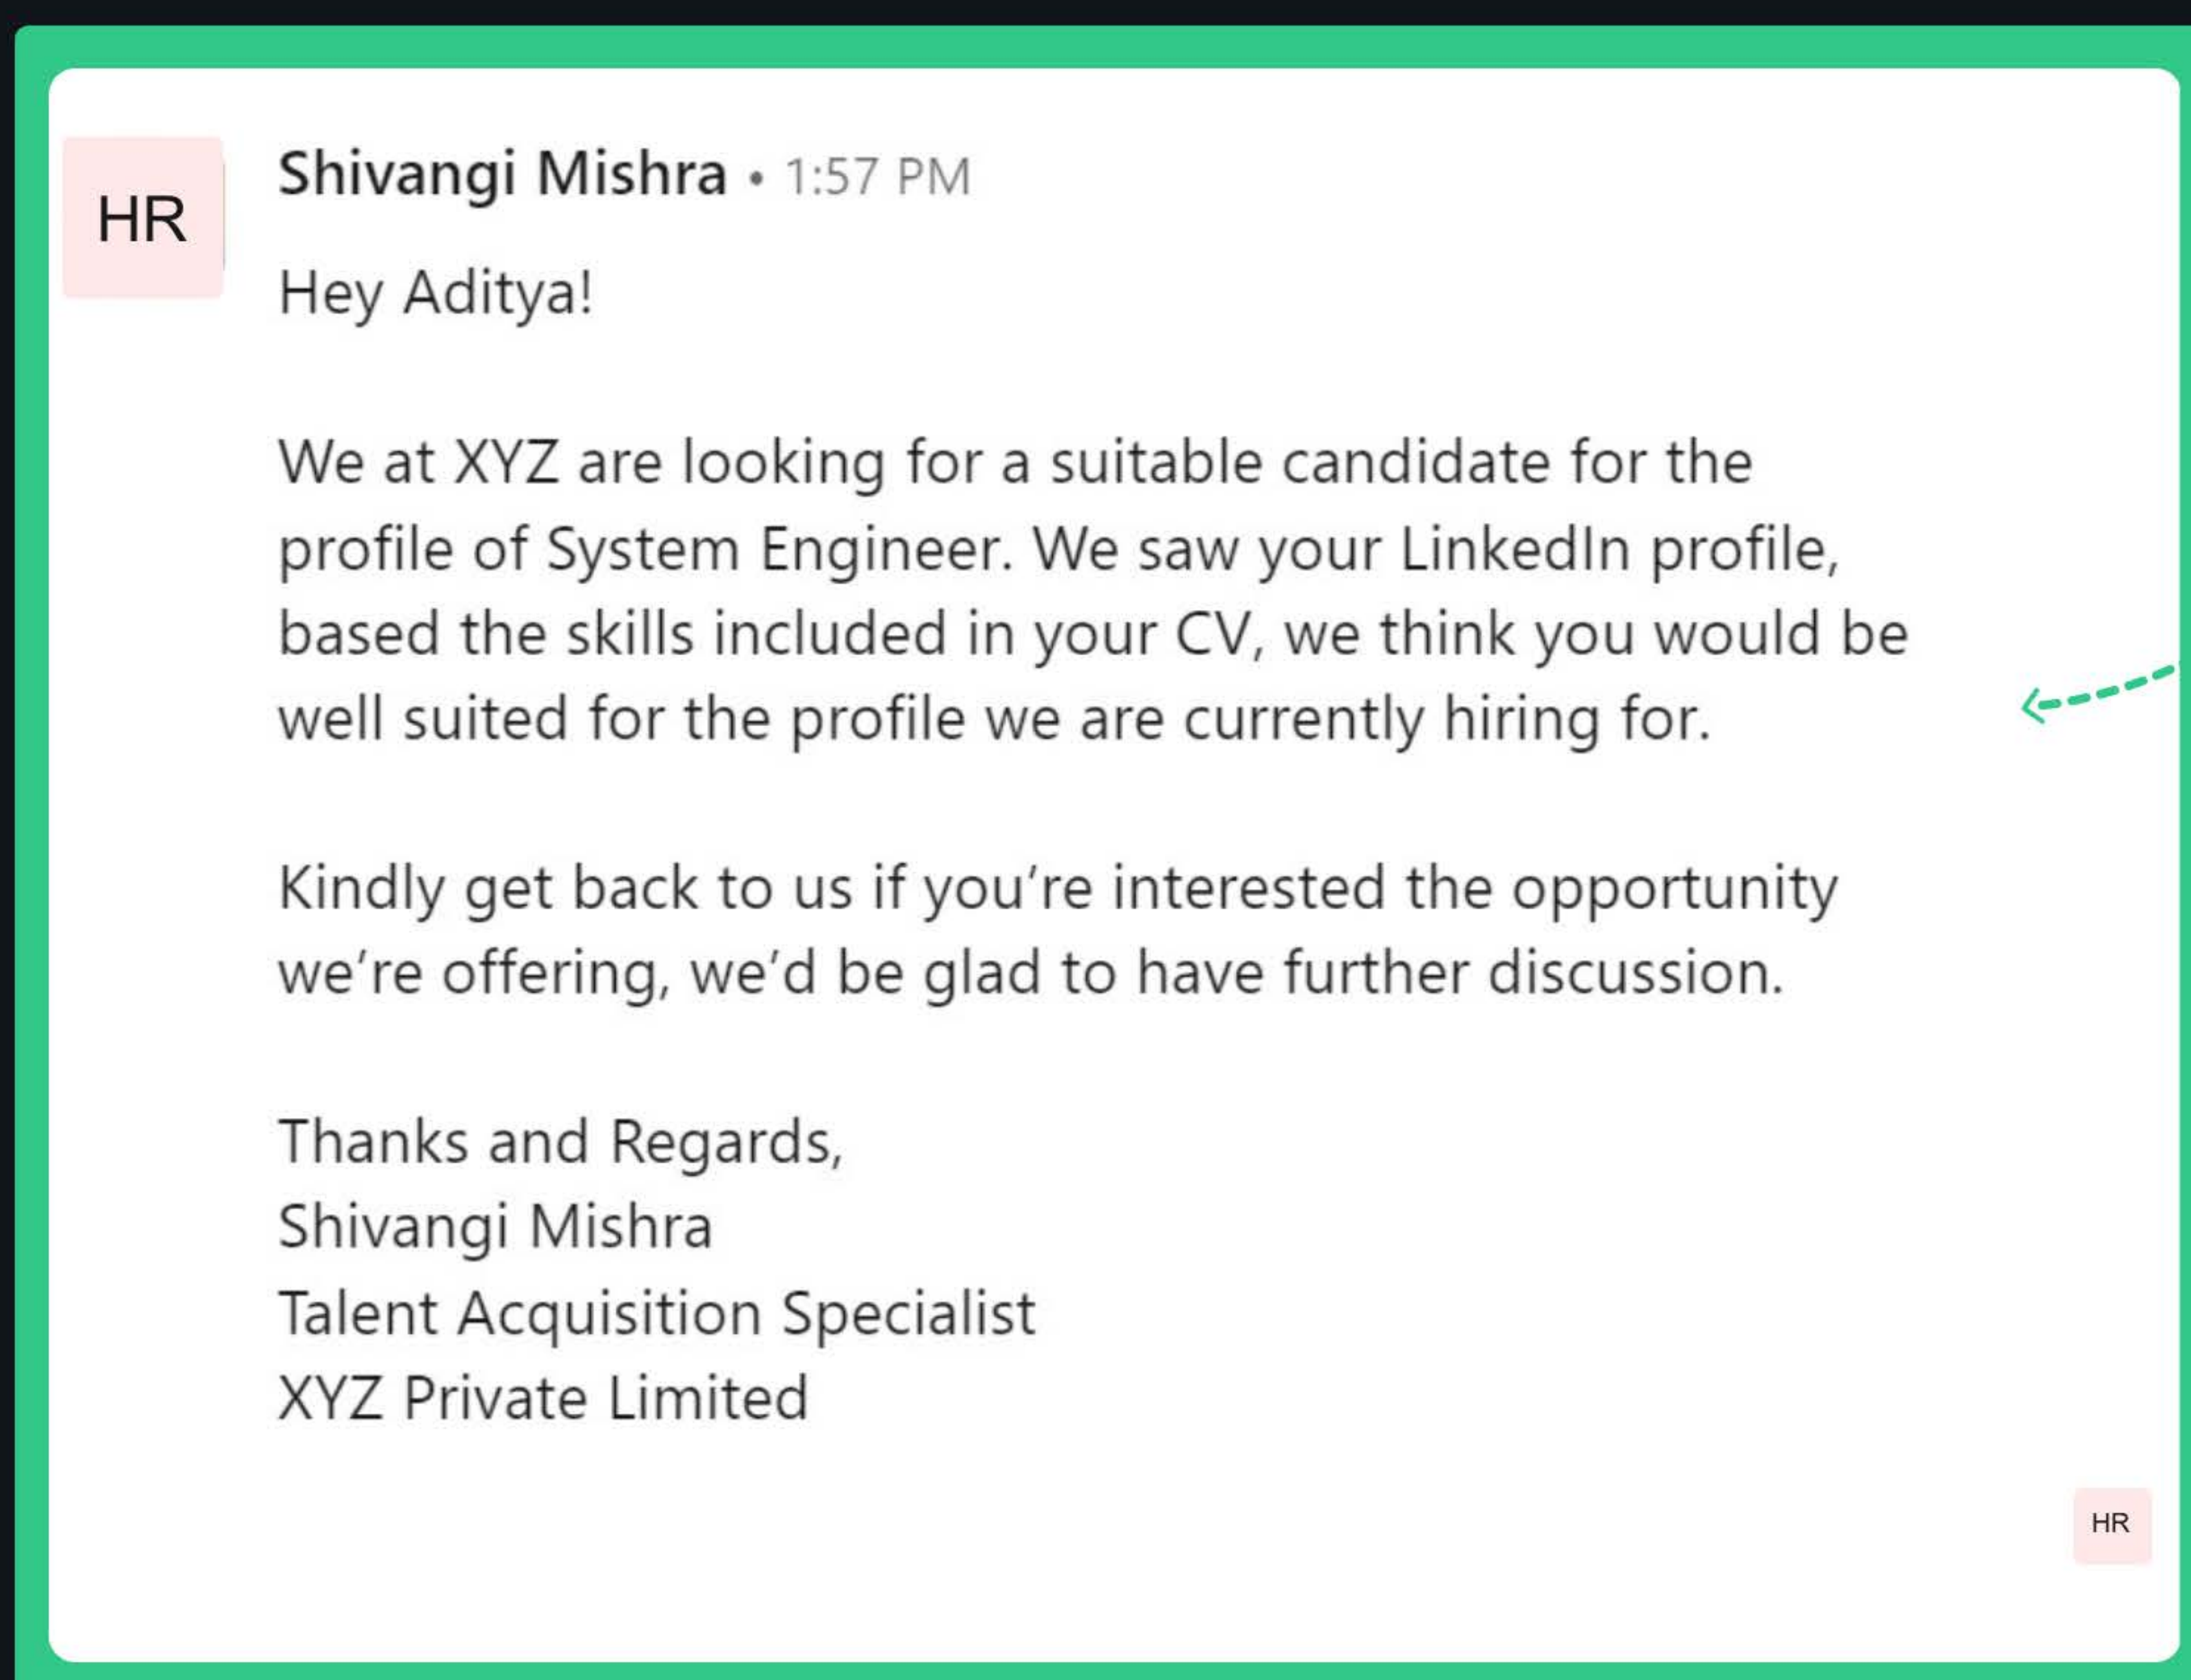 HR
Shivangi Mishra • 1:57 PM
Hey Aditya!
We at XYZ are looking for a suitable candidate for the
profile of System Engineer. We saw your LinkedIn profile,
based the skills included in your CV, we think you would be
well suited for the profile we are currently hiring for.
Kindly get back to us if you’re interested the opportunity
we’re offering, we’d be glad to have further discussion.
Thanks and Regards,
Shivangi Mishra
Talent Acquisition Specialist
XYZ Private Limited
HR